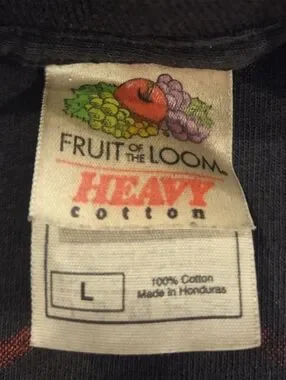 FRUIT OF THE LOOM
HEAVY
cotton
L
100% Cotton
Made in Honduras